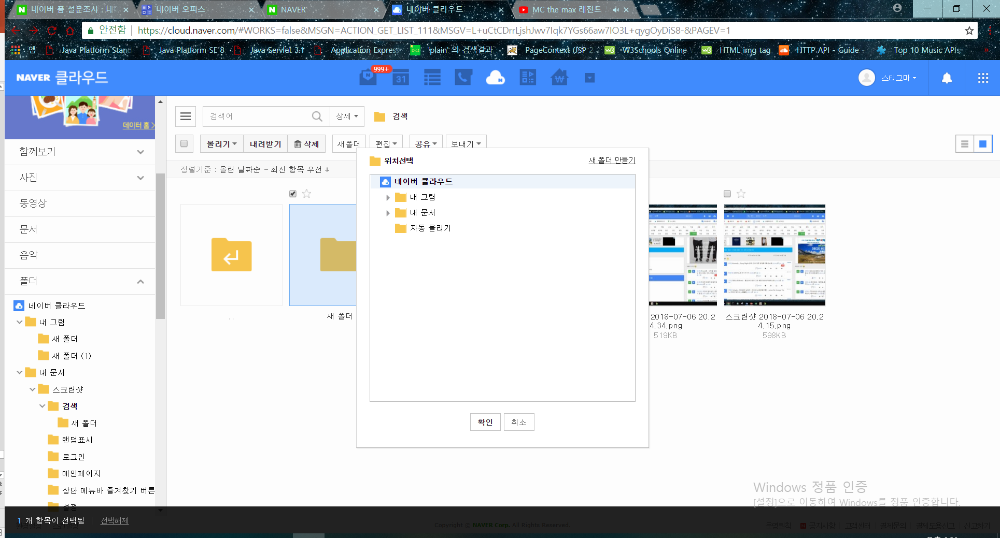 네이버 폼 설문조사 : 네
네이버 오피스
NAVER
네이버 클라우드
MC the max 레전드
안전함
https://cloud.naver.com/#WORKS=false&MSGN=ACTION_GET_LIST_111&MSGV=L+uCtCDrrLjshJwv7Iqk7YGs66aw7IO3L+qygOyDiS8-&PAGEV=1
앱
Java Platform Stand
Java Platform SE 8
Java Servlet 3.1
Application Express
'plain' 의 검색결과
PageContext (JSP 2
W3Schools Online
HTML img tag
HTTP API - Guide
Top 10 Music APIs
NAVER 클라우드
999+
31
스티그마
데이터 홈 >
함께보기
사진
동영상
문서
음악
폴더
네이버 클라우드
내 그림
새 폴더
새 폴더 (1)
내 문서
스크린샷
검색
새 폴더
랜덤표시
로그인
메인페이지
상단 메뉴바 즐겨찾기 버튼
설정
검색어
상세
검색
올리기
내려받기
삭제
새폴더
편집
공유
보내기
정렬기준 : 올린 날짜순 - 최신 항목 우선 ↓
위치선택
새 폴더 만들기
네이버 클라우드
내 그림
내 문서
자동 올리기
확인
취소
..
새 폴더
2018-07-06 20.2
4.34.png
519KB
스크린샷 2018-07-06 20.2
4.15.png
598KB
Windows 정품 인증
[설정]으로 이동하여 Windows를 정품 인증합니다.
1 개 항목이 선택됨
선택해제
Copyright © NAVER Corp. All Rights Reserved.
운영원칙
공지사항
고객센터
결제문의
결제도용신고
신고하기